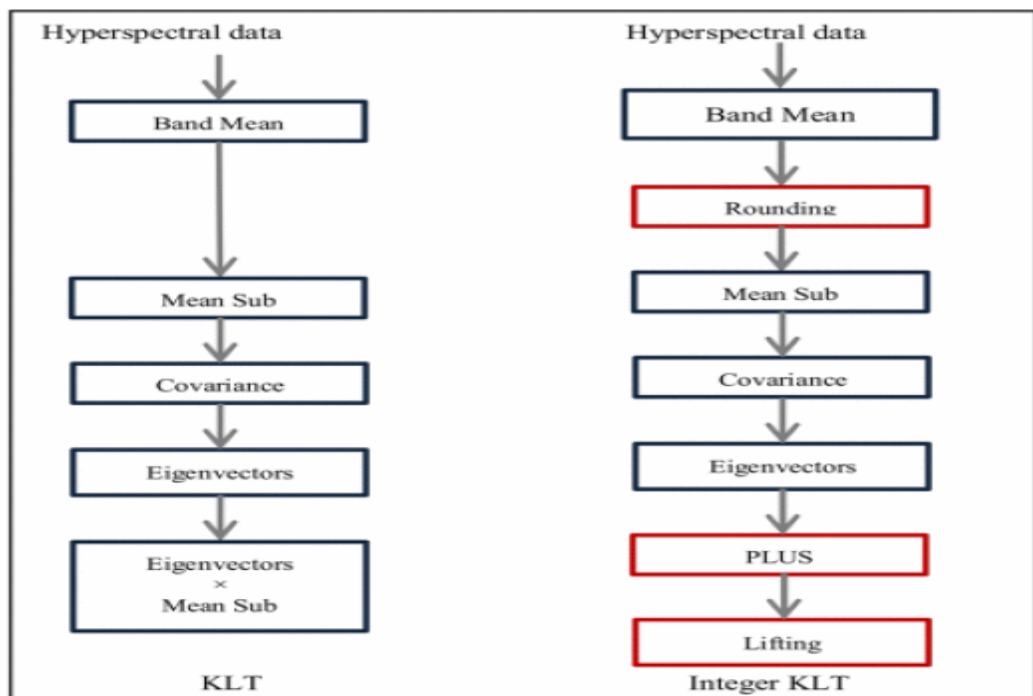 Hyperspectral data
Band Mean
Mean Sub
Covariance
Eigenvectors
Eigenvectors
×
Mean Sub
KLT
Hyperspectral data
Band Mean
Rounding
Mean Sub
Covariance
Eigenvectors
PLUS
Lifting
Integer KLT